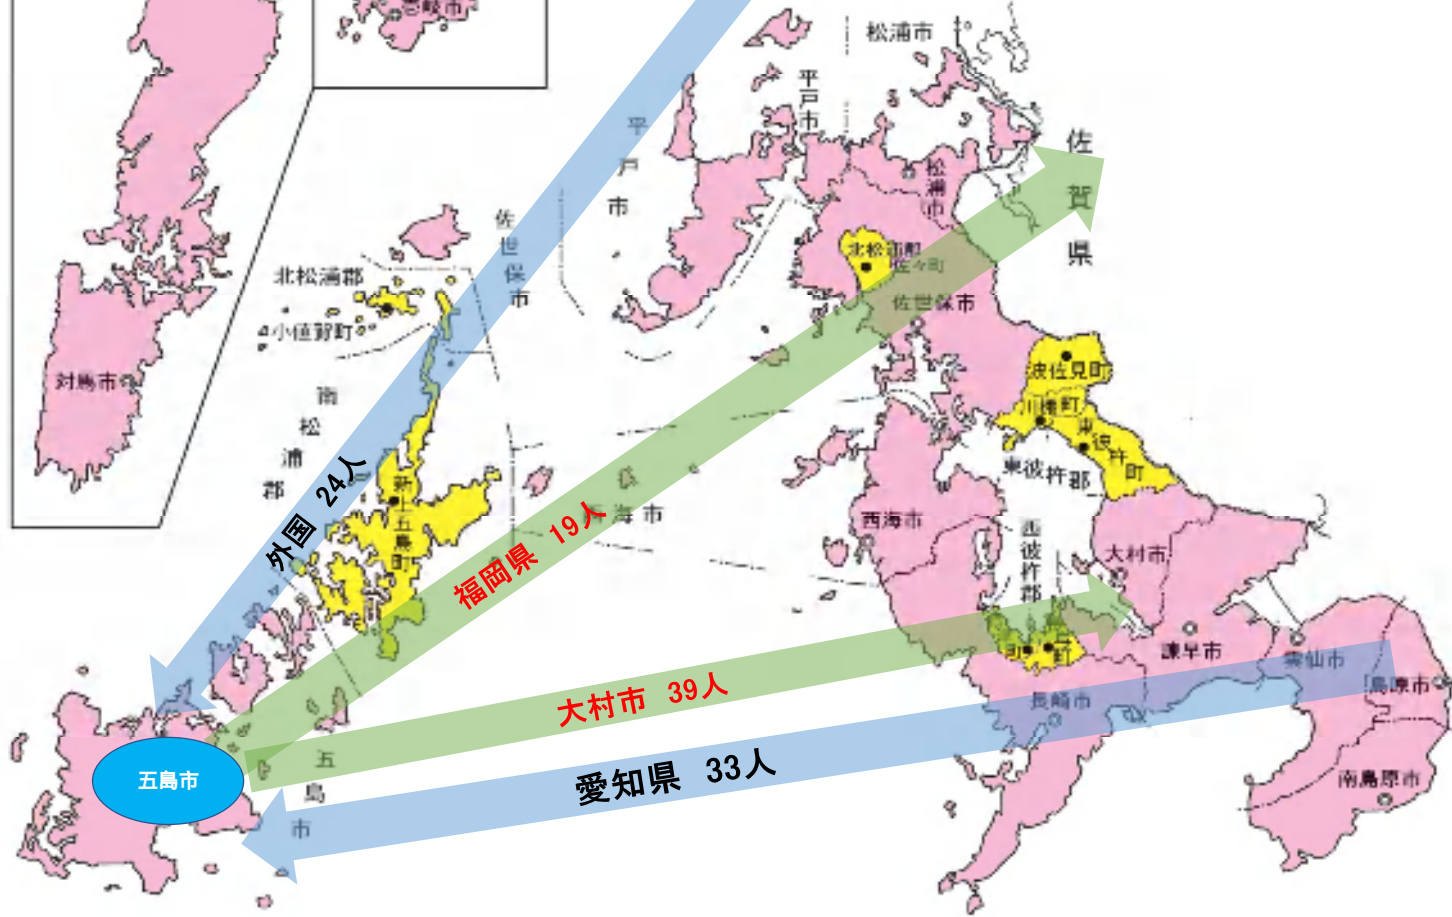 壱岐市
松浦市
平戸市
平戸市
佐賀県
松浦市
佐世保市
北松浦郡
佐々町
北松浦郡
佐世保市
小値賀町
対馬市
波佐見町
川棚町
東彼杵町
東彼杵郡
南松浦郡
新上五島町
外国 24人
福岡県 19人
西海市
西海市
西彼杵郡
大村市
諫早市
雲仙市
島原市
長崎市
大村市 39人
愛知県 33人
五島市
五島市
南島原市